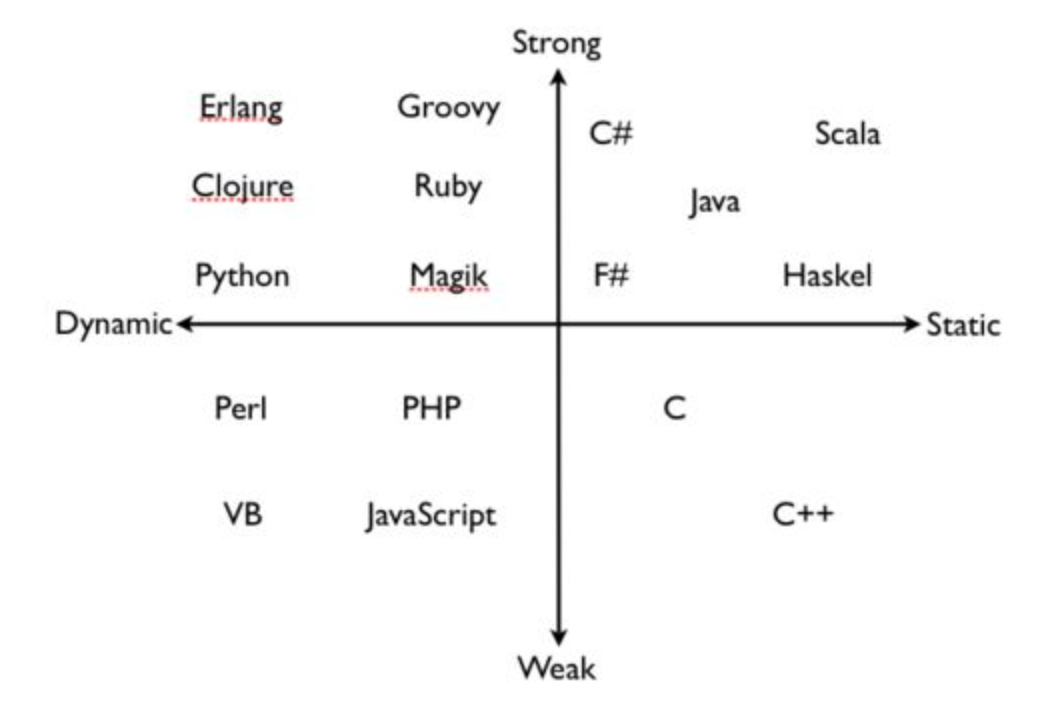 Strong
Erlang Groovy C# Scala
Clojure Ruby Java
Python Magik F# Haskel
Dynamic Static
Perl PHP C
VB JavaScript C++
Weak